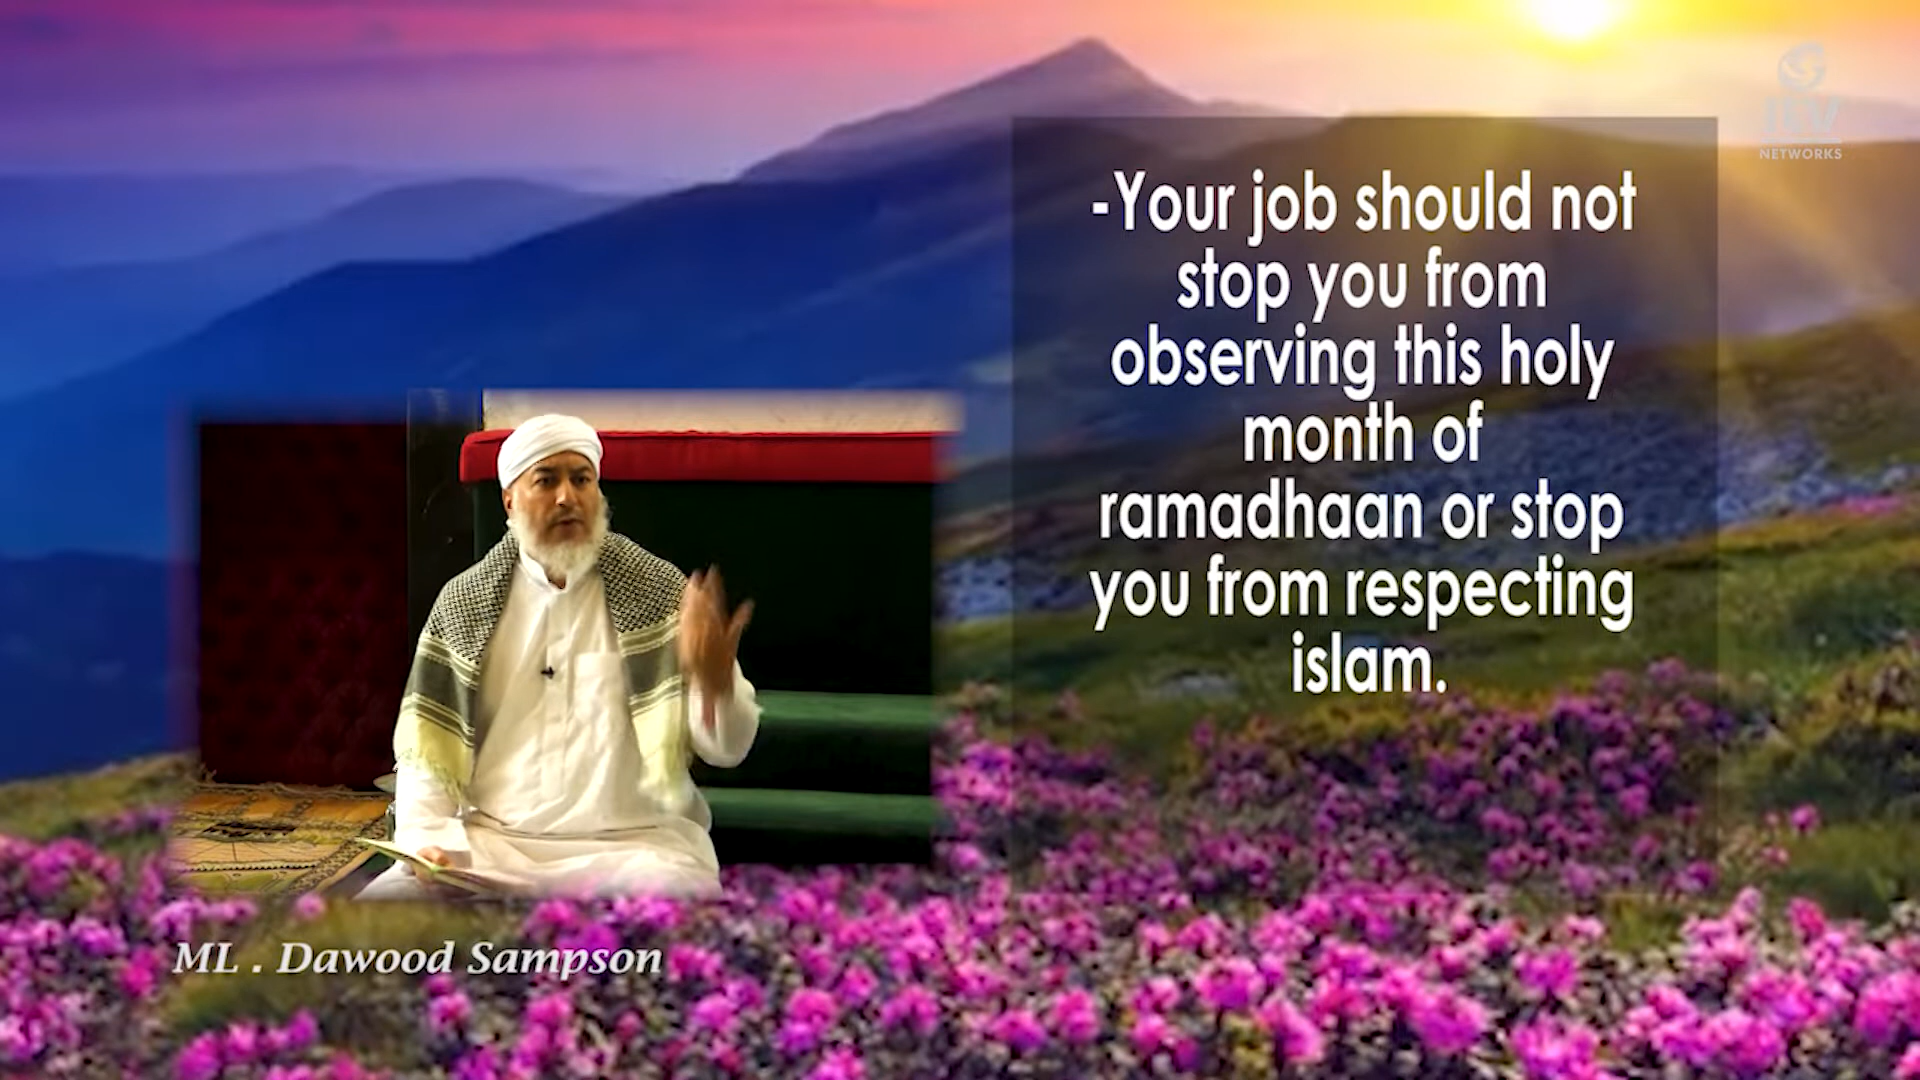 -Your job should not
stop you from
observing this holy
month of
ramadhaan or stop
you from respecting
islam.
ML . Dawood Sampson
NETWORKS